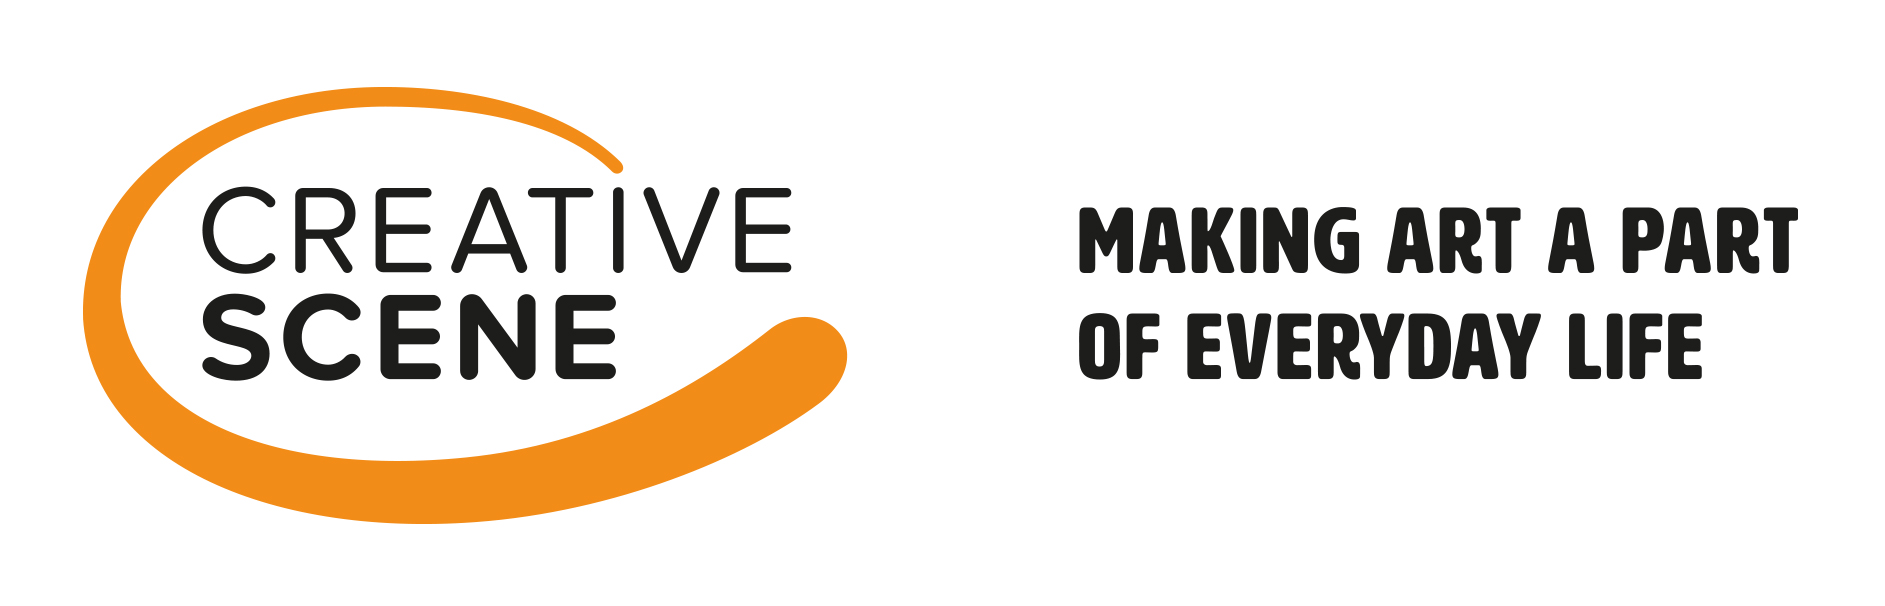 CREATIVE
SCENE
MAKING ART A PART
OF EVERYDAY LIFE